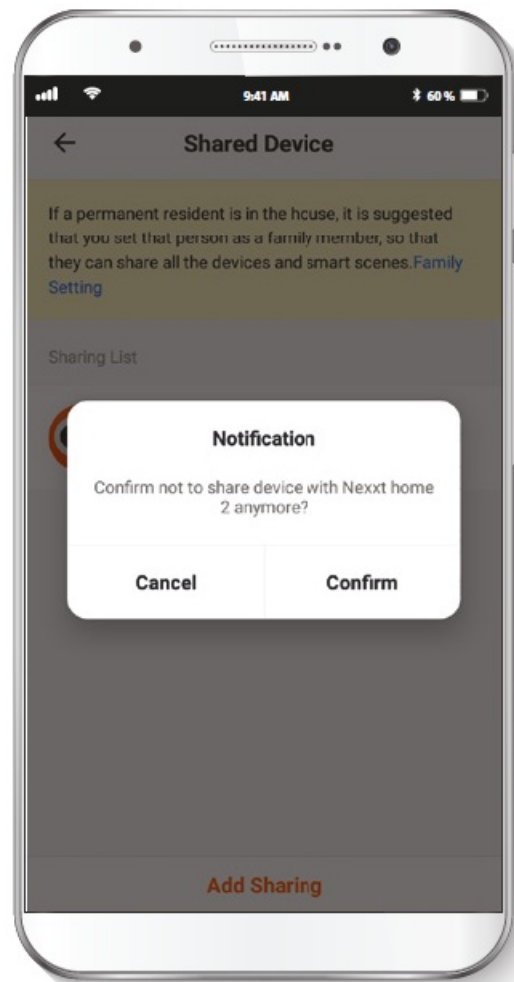 9:41 AM
60 %
Shared Device
If a permanent resident is in the house, it is suggested
that you set that person as a family member, so that
they can share all the devices and smart scenes.Family
Setting
Sharing List
Notification
Confirm not to share device with Nexxt home
2 anymore?
Cancel
Confirm
Add Sharing